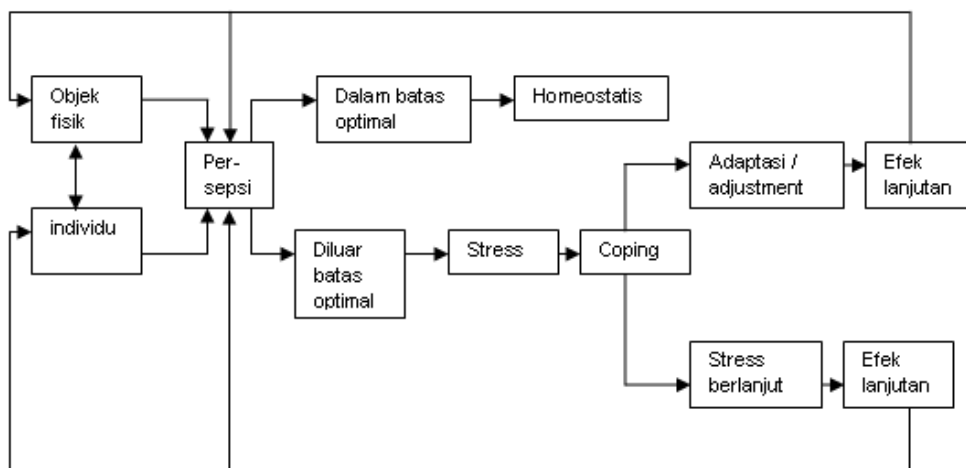 Objek
fisik
Dalam batas
optimal
Homeostatis
Per-
sepsi
Adaptasi /
adjustment
Efek
lanjutan
individu
Diluar
batas
optimal
Stress
Coping
Stress
berlanjut
Efek
lanjutan